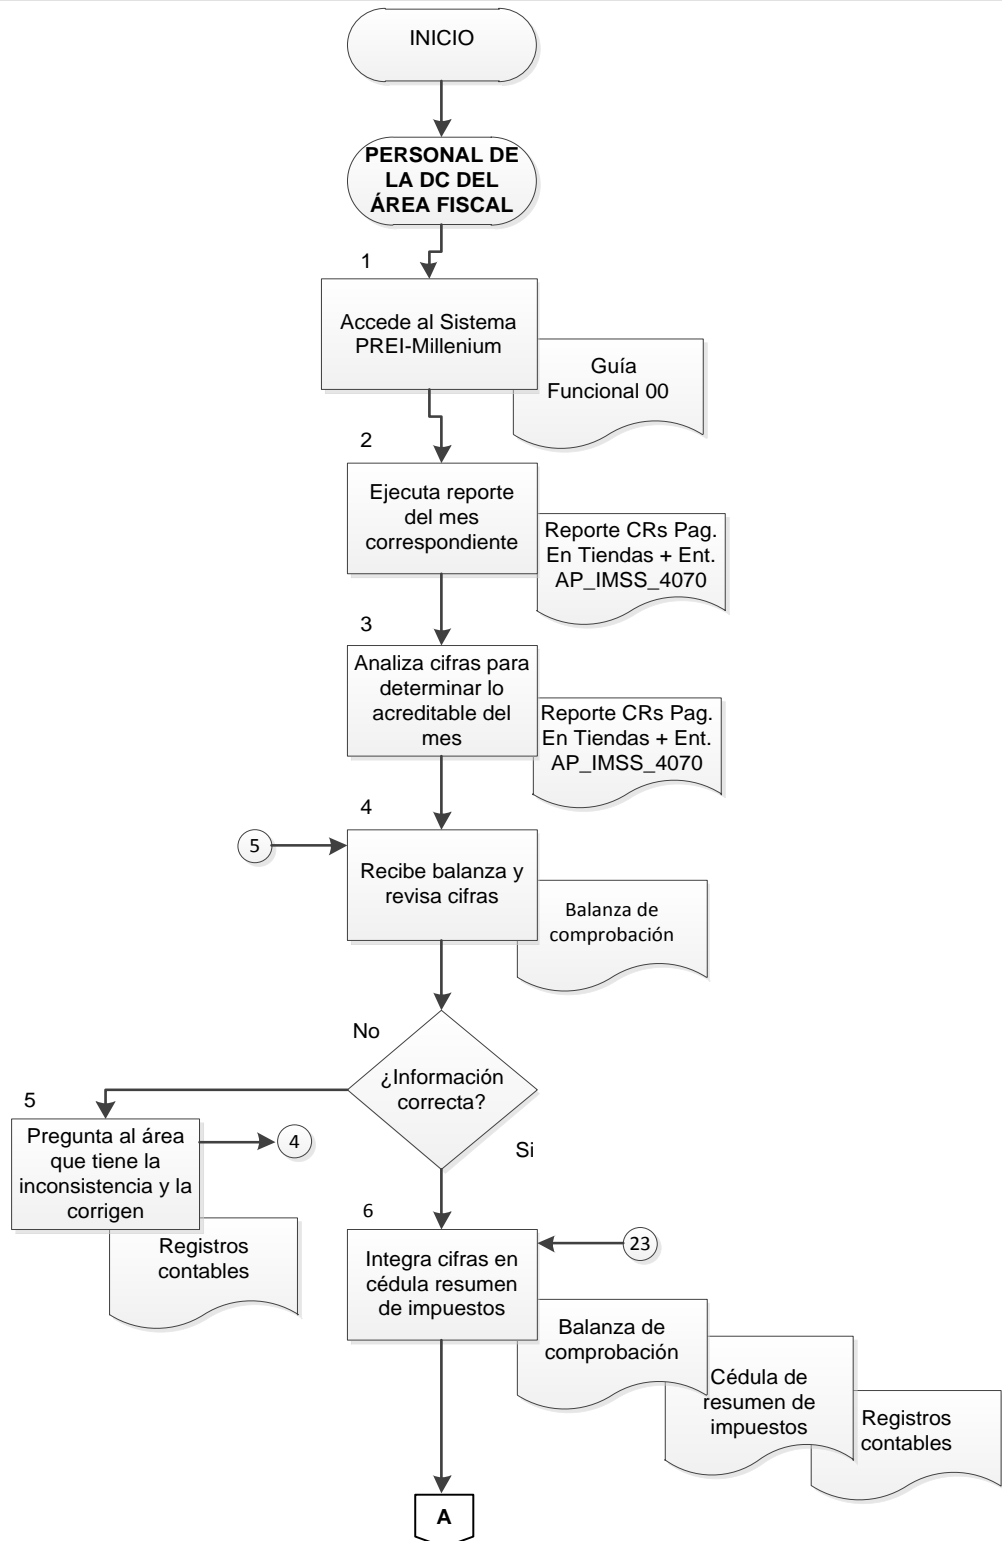 INICIO
PERSONAL DE
LA DC DEL
ÁREA FISCAL
1
Accede al Sistema
PREI-Millenium
Guía
Funcional 00
2
Ejecuta reporte
del mes
correspondiente
Reporte CRs Pag.
En Tiendas + Ent.
AP_IMSS_4070
3
Analiza cifras para
determinar lo
acreditable del
mes
Reporte CRs Pag.
En Tiendas + Ent.
AP_IMSS_4070
4
5
Recibe balanza y
revisa cifras
Balanza de
comprobación
No
¿Información
correcta?
Si
5
Pregunta al área
que tiene la
inconsistencia y la
corrigen
4
Registros
contables
6
Integra cifras en
cédula resumen
de impuestos
23
Balanza de
comprobación
Cédula de
resumen de
impuestos
Registros
contables
A